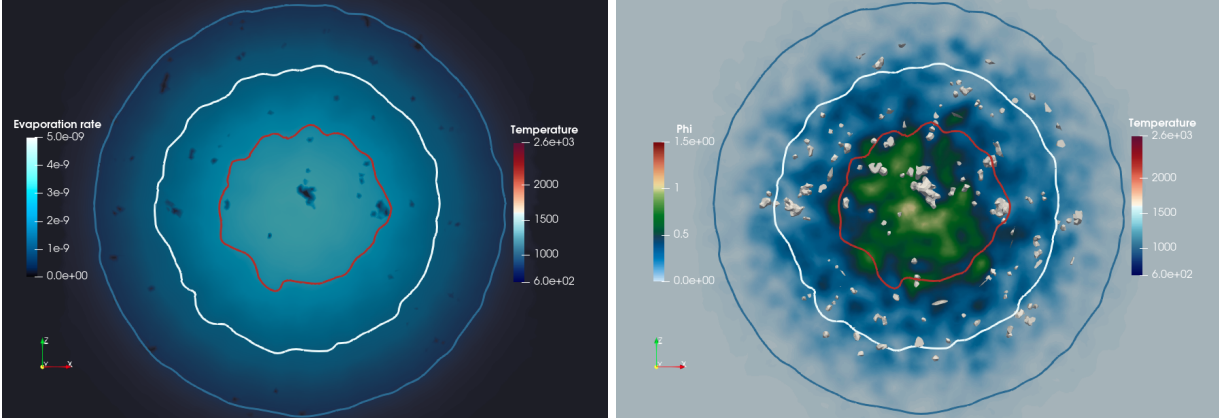 Evaporation rate
5.0e-09
4e-9
3e-9
2e-9
1e-9
0.0e+00
Temperature
2.6e+03
2000
1500
1000
6.0e+02
Z
Y
X
Phi
1.5e+00
1
0.5
0.0e+00
Temperature
2.6e+03
2000
1500
1000
6.0e+02
Z
Y
X